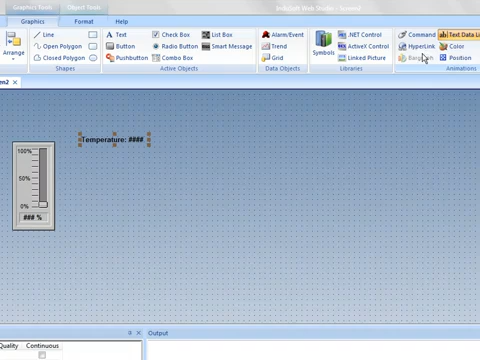 Graphics Tools Object Tools InduSoft Web Studio - Screen2
Graphics Format Help
Line Text Check Box List Box Alarm/Event .NET Control Command Text Data Li
Arrange Open Polygon Button Radio Button Smart Message Trend Symbols ActiveX Control HyperLink Color
Closed Polygon Pushbutton Combo Box Grid Linked Picture Position
Shapes Active Objects Data Objects Libraries Animations
en2
Temperature: ####
100%
50%
0%
### %
Output
Quality Continuous